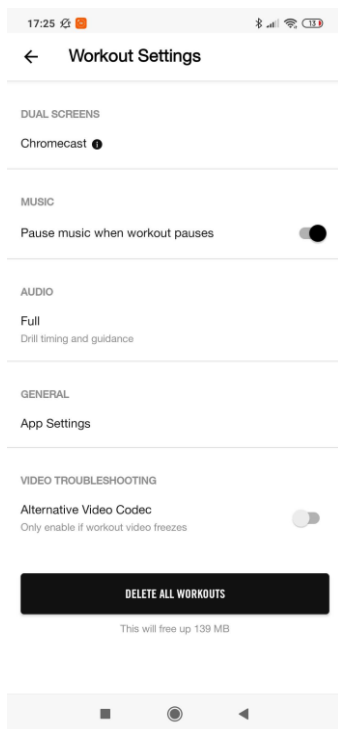 17:25
13
Workout Settings
DUAL SCREENS
Chromecast
MUSIC
Pause music when workout pauses
AUDIO
Full
Drill timing and guidance
GENERAL
App Settings
VIDEO TROUBLESHOOTING
Alternative Video Codec
Only enable if workout video freezes
DELETE ALL WORKOUTS
This will free up 139 MB